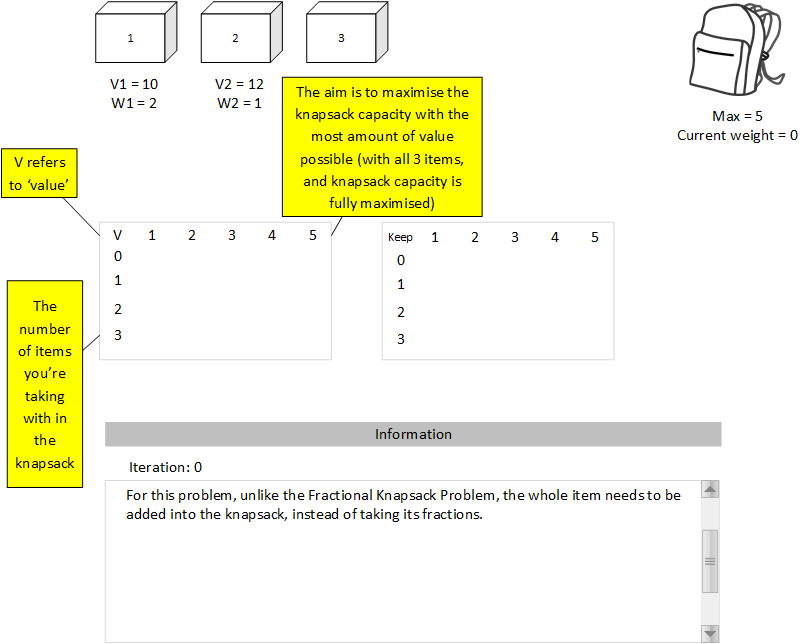 1
2
3
V1 = 10
W1 = 2
V2 = 12
W2 = 1
The aim is to maximise the
knapsack capacity with the
most amount of value
possible (with all 3 items,
and knapsack capacity is
fully maximised)
Max = 5
Current weight = 0
V refers
to ‘value’
V 1 2 3 4 5
0
1
2
3
Keep 1 2 3 4 5
0
1
2
3
The
number
of items
you’re
taking
with in
the
knapsack
Information
Iteration: 0
For this problem, unlike the Fractional Knapsack Problem, the whole item needs to be
added into the knapsack, instead of taking its fractions.